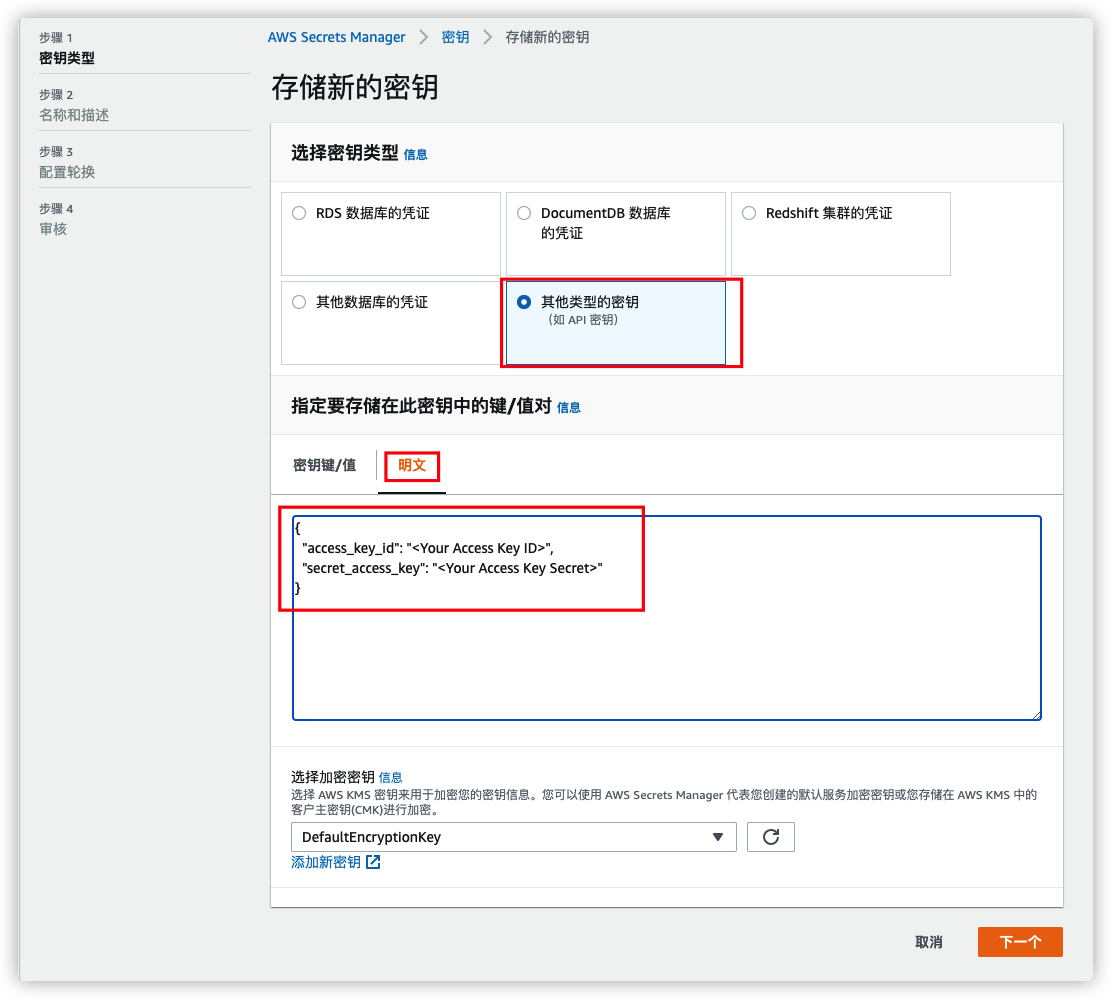 步骤 1
密钥类型
步骤 2
名称和描述
步骤 3
配置轮换
步骤 4
审核
AWS Secrets Manager > 密钥 > 存储新的密钥
存储新的密钥
选择密钥类型 信息
RDS 数据库的凭证
DocumentDB 数据库
的凭证
Redshift 集群的凭证
其他数据库的凭证
其他类型的密钥
(如 API 密钥)
指定要存储在此密钥中的键/值对 信息
密钥键/值
明文
{
  "access_key_id": "<Your Access Key ID>",
  "secret_access_key": "<Your Access Key Secret>"
}
选择加密密钥 信息
选择 AWS KMS 密钥来用于加密您的密钥信息。您可以使用 AWS Secrets Manager 代表您创建的默认服务加密密钥或您存储在 AWS KMS 中的
客户主密钥(CMK)进行加密。
DefaultEncryptionKey
添加新密钥
取消
下一个